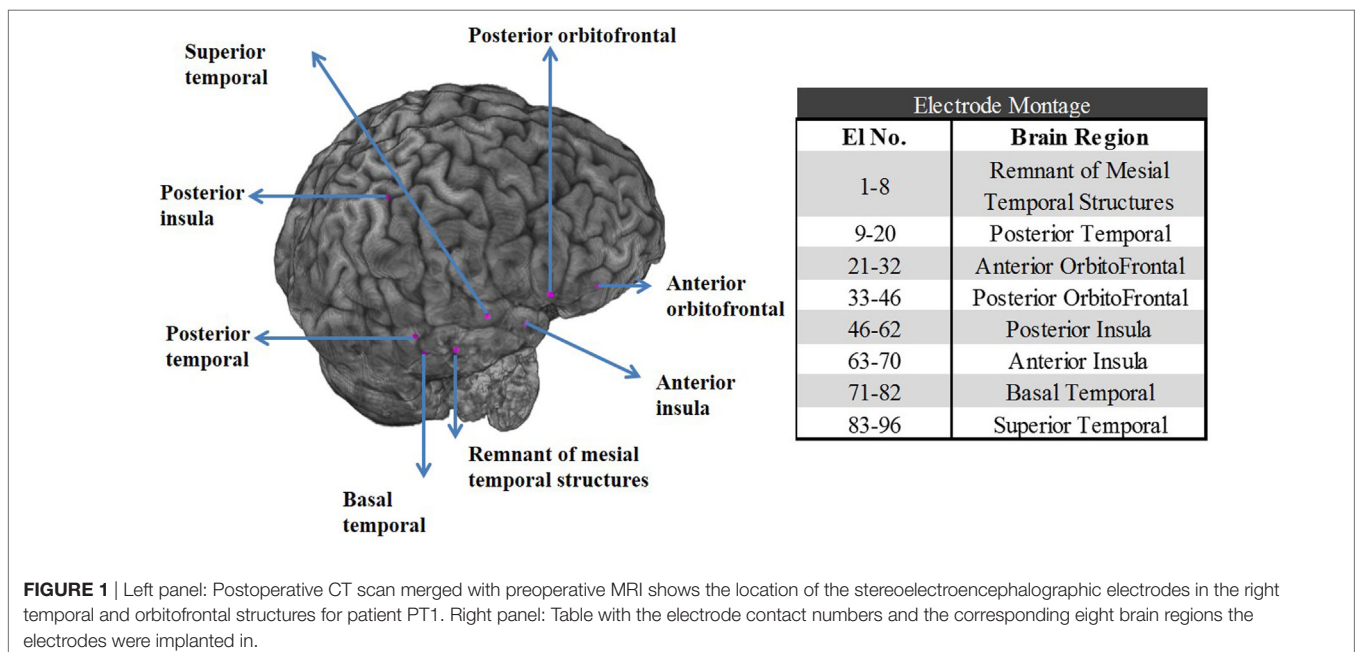 Posterior orbitofrontal
Superior
temporal
Posterior
insula
Anterior
orbitofrontal
Posterior
temporal
Anterior
insula
Remnant of mesial
temporal structures
Basal
temporal
Electrode Montage
El No. Brain Region
1-8 Remnant of Mesial
Temporal Structures
9-20 Posterior Temporal
21-32 Anterior OrbitoFrontal
33-46 Posterior OrbitoFrontal
46-62 Posterior Insula
63-70 Anterior Insula
71-82 Basal Temporal
83-96 Superior Temporal
FIGURE 1 | Left panel: Postoperative CT scan merged with preoperative MRI shows the location of the stereoelectroencephalographic electrodes in the right
temporal and orbitofrontal structures for patient PT1. Right panel: Table with the electrode contact numbers and the corresponding eight brain regions the
electrodes were implanted in.